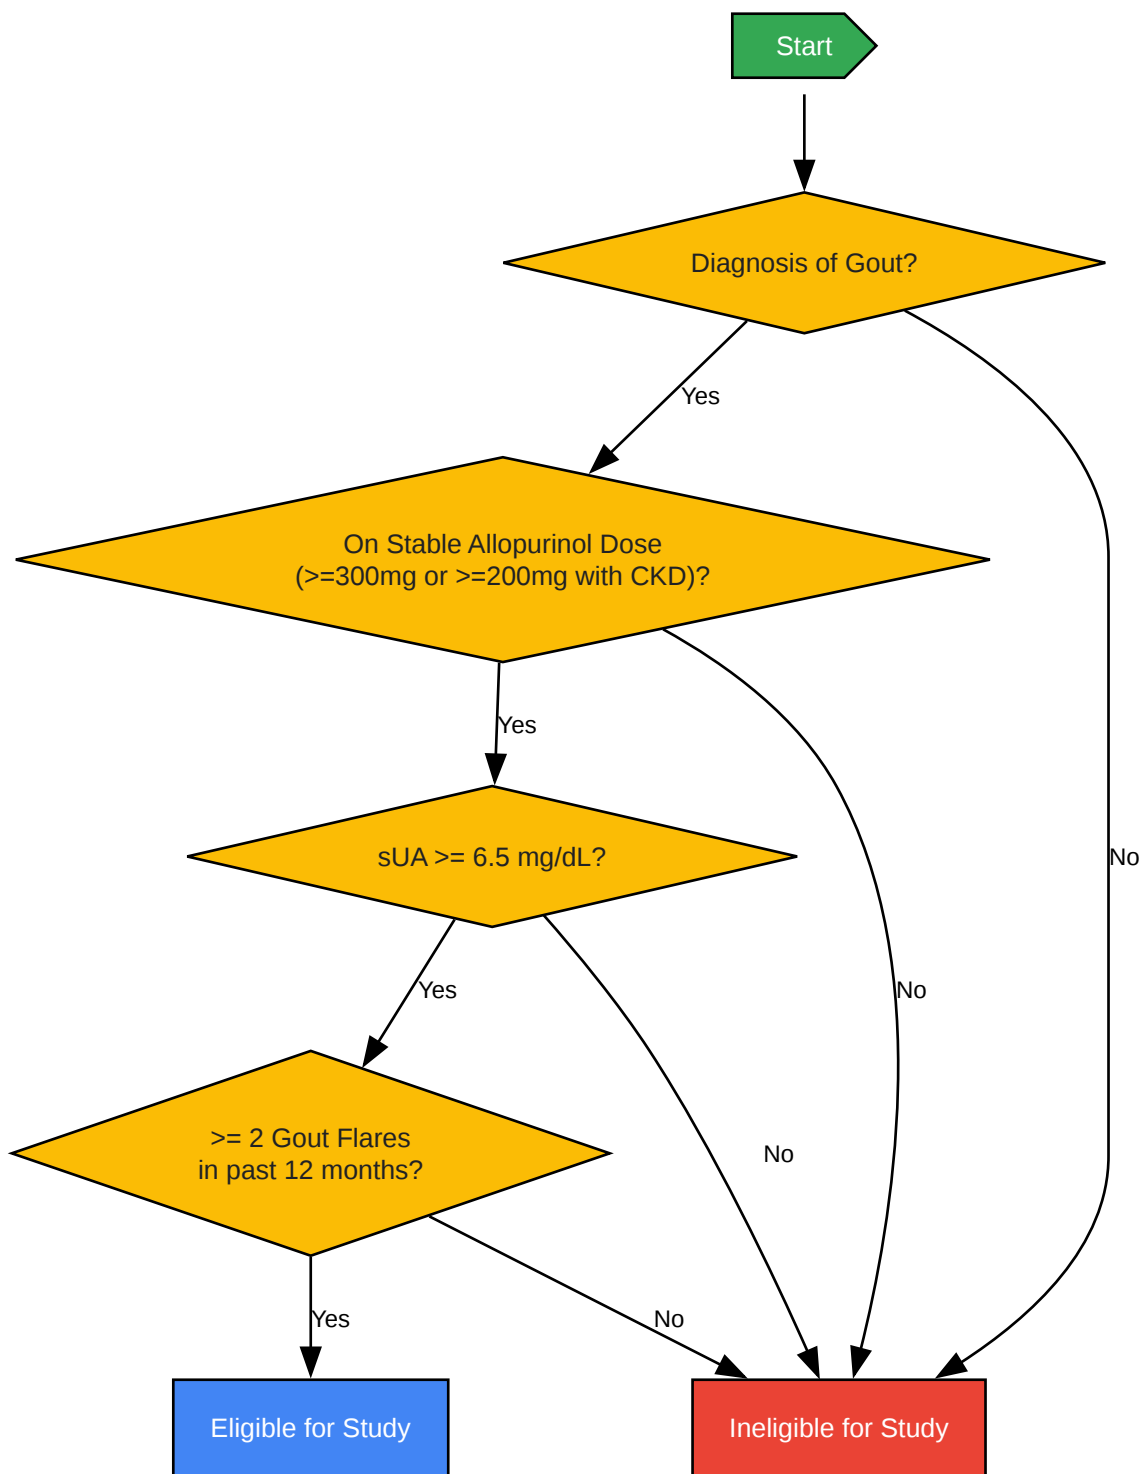 Start
Diagnosis of Gout?
Yes
On Stable Allopurinol Dose
(>=300mg or >=200mg with CKD)?
Yes
sUA >= 6.5 mg/dL?
No
Yes
No
>= 2 Gout Flares
in past 12 months?
No
Yes
No
Eligible for Study
Ineligible for Study